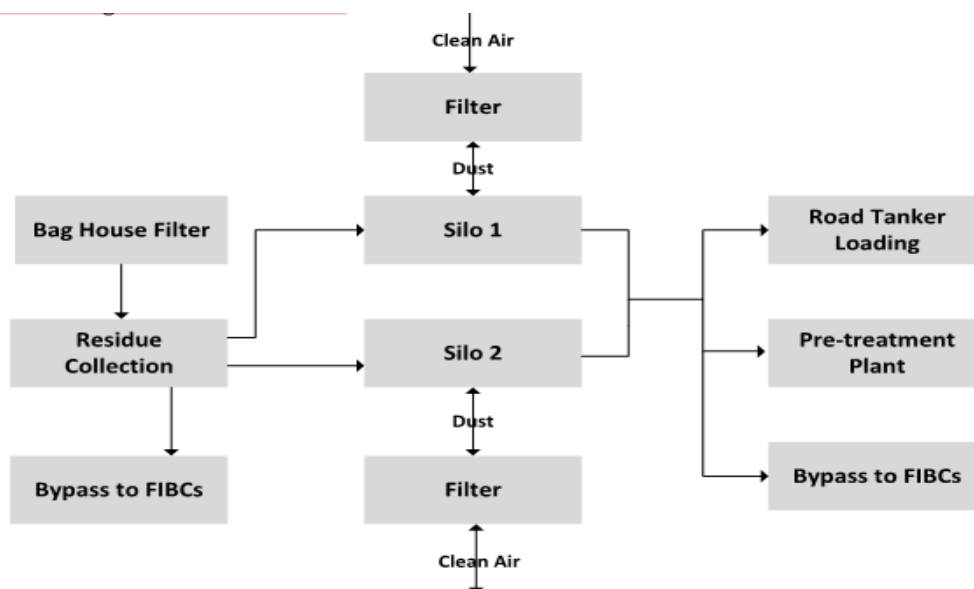 Clean Air
Filter
Dust
Bag House Filter
Silo 1
Road Tanker
Loading
Residue
Collection
Silo 2
Pre-treatment
Plant
Dust
Bypass to FIBCs
Filter
Bypass to FIBCs
Clean Air